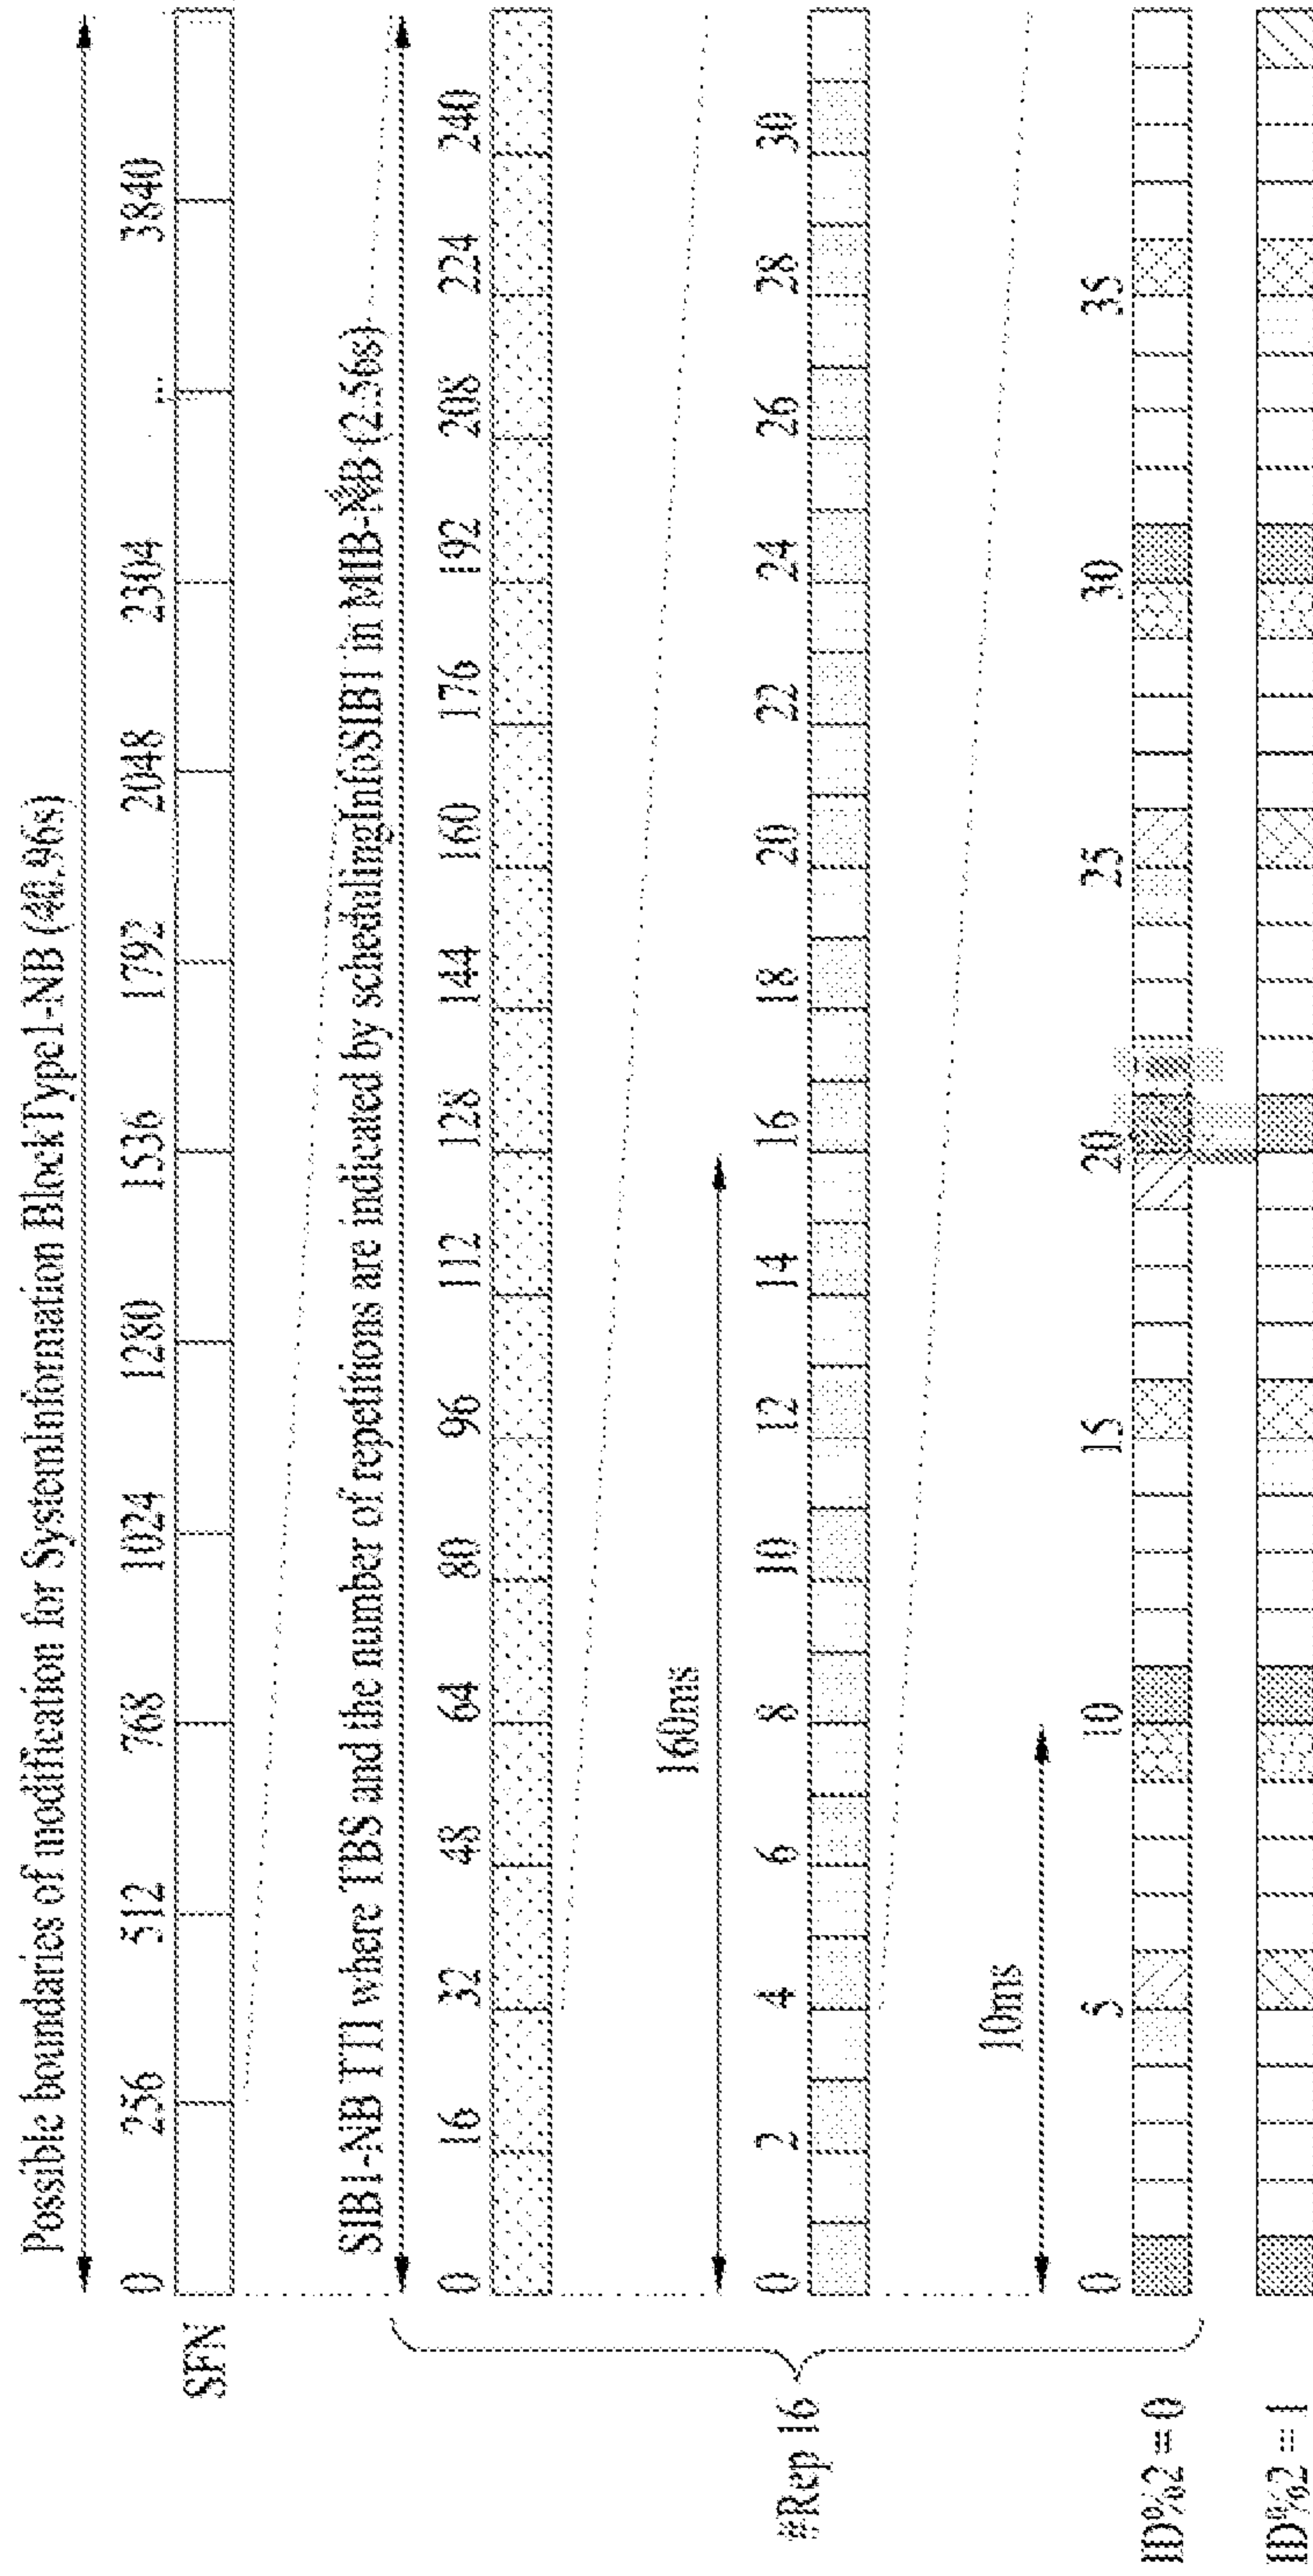 Possible boundaries of modification for SystemInformation BlockType1-NB (40.96s)
0 256 512 768 1024 1280 1536 1792 2048 2304 ... 3840
SFN
SIB1-NB TTI where TBS and the number of repetitions are indicated by schedulingInfoSIB1 in MIB-NB (2.56s)
0 16 32 48 64 80 96 112 128 144 160 176 192 208 224 240
160ms
#Rep 16
0 2 4 6 8 10 12 14 16 18 20 22 24 26 28 30
10ms
0 5 10 15 20 25 30 35
ID%2 = 0
ID%2 = 1